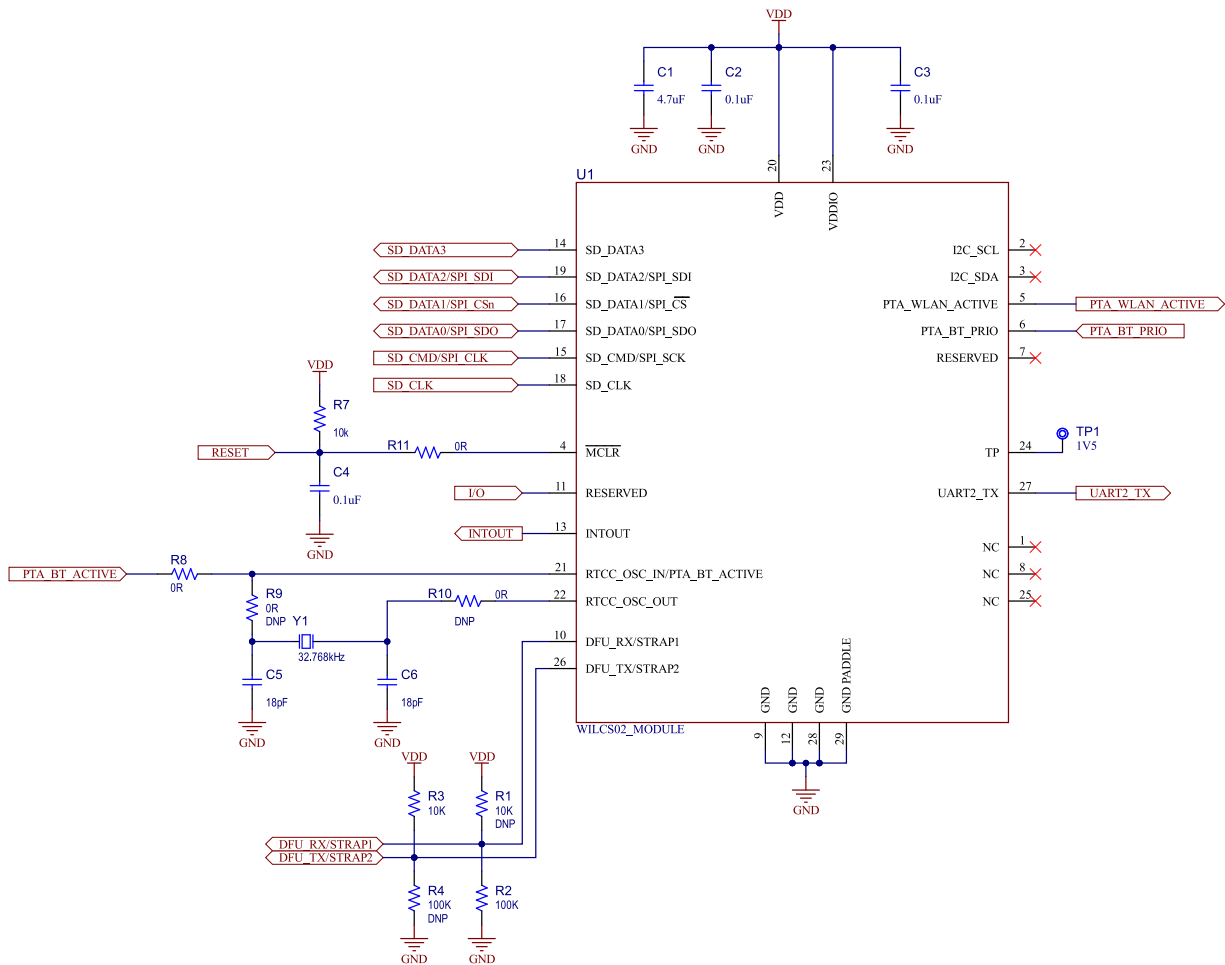 VDD
C1
4.7uF
C2
0.1uF
C3
0.1uF
GND
GND
GND
U1
20
23
VDD
VDDIO
SD_DATA3
14
SD_DATA3
SD_DATA2/SPI_SDI
19
SD_DATA2/SPI_SDI
SD_DATA1/SPI_CSn
16
SD_DATA1/SPI_CS
SD_DATA0/SPI_SDO
17
SD_DATA0/SPI_SDO
SD_CMD/SPI_CLK
15
SD_CMD/SPI_SCK
SD_CLK
18
SD_CLK
I2C_SCL
2
I2C_SDA
3
PTA_WLAN_ACTIVE
5
PTA_WLAN_ACTIVE
PTA_BT_PRIO
6
PTA_BT_PRIO
RESERVED
7
VDD
R7
10k
RESET
R11
0R
4
MCLR
C4
0.1uF
GND
TP
24
TP1
1V5
I/O
11
RESERVED
UART2_TX
27
UART2_TX
INTOUT
13
INTOUT
NC
1
NC
8
NC
25
PTA_BT_ACTIVE
R8
0R
21
RTCC_OSC_IN/PTA_BT_ACTIVE
R9
0R
DNP
R10
0R
DNP
22
RTCC_OSC_OUT
Y1
32.768kHz
10
DFU_RX/STRAP1
26
DFU_TX/STRAP2
C5
18pF
GND
C6
18pF
GND
GND
GND
GND
GND PADDLE
9
12
28
29
WILCS02_MODULE
GND
VDD
VDD
R3
10K
R1
10K
DNP
DFU_RX/STRAP1
DFU_TX/STRAP2
R4
100K
DNP
R2
100K
GND
GND